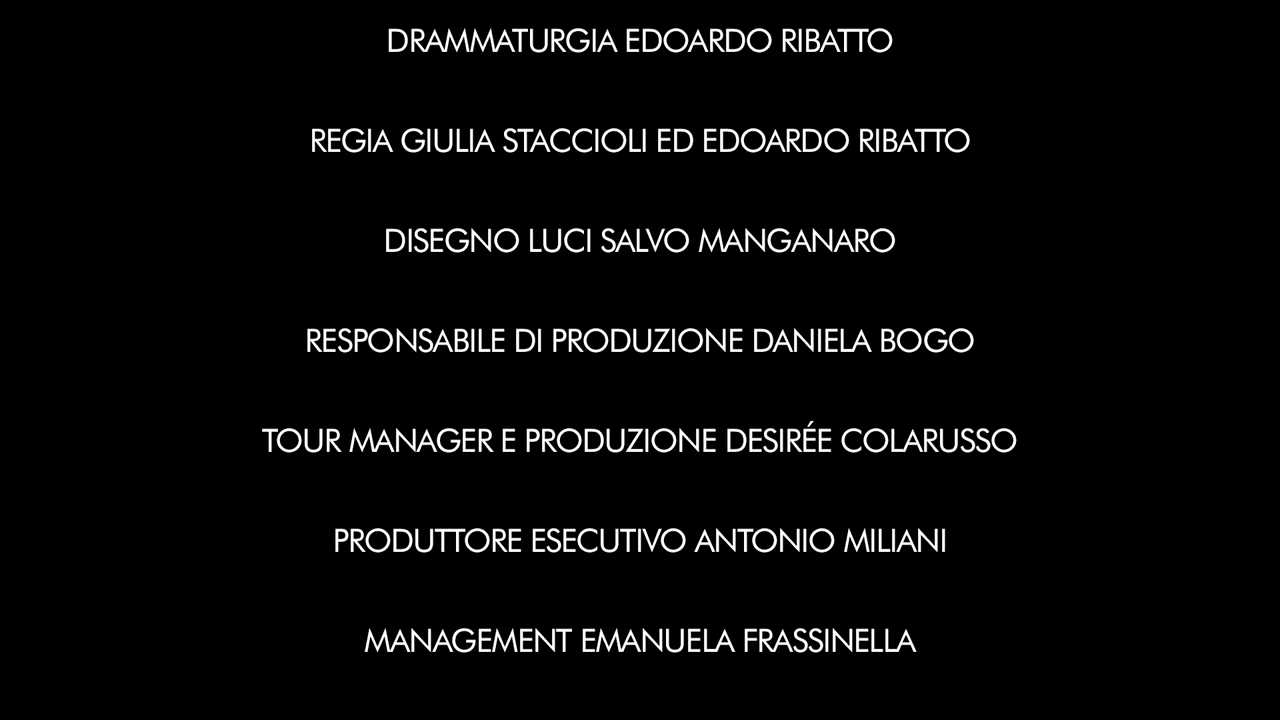 DRAMMATURGIA EDOARDO RIBATTO
REGIA GIULIA STACCIOLI ED EDOARDO RIBATTO
DISEGNO LUCI SALVO MANGANARO
RESPONSABILE DI PRODUZIONE DANIELA BOGO
TOUR MANAGER E PRODUZIONE DESIRÉE COLARUSSO
PRODUTTORE ESECUTIVO ANTONIO MILIANI
MANAGEMENT EMANUELA FRASSINELLA